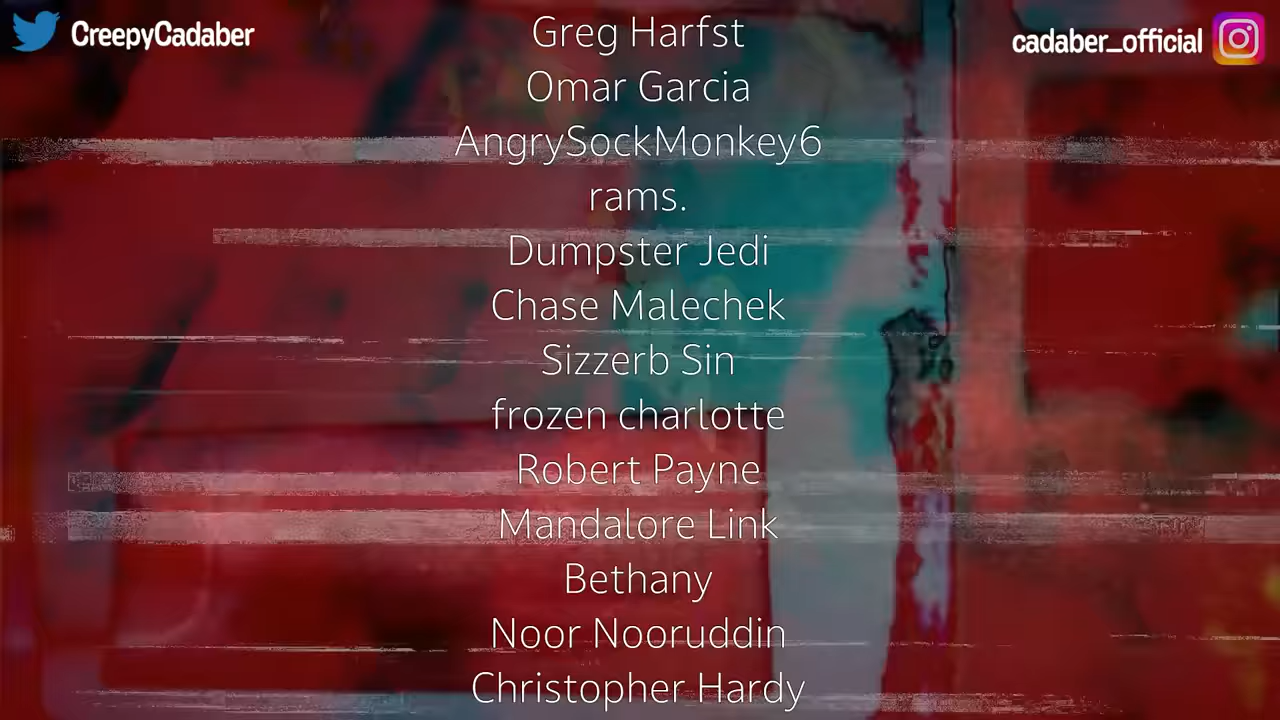 CreepyCadaber
cadaber_official
Greg Harfst
Omar Garcia
AngrySockMonkey6
rams.
Dumpster Jedi
Chase Malechek
Sizzerb Sin
frozen charlotte
Robert Payne
Mandalore Link
Bethany
Noor Nooruddin
Christopher Hardy